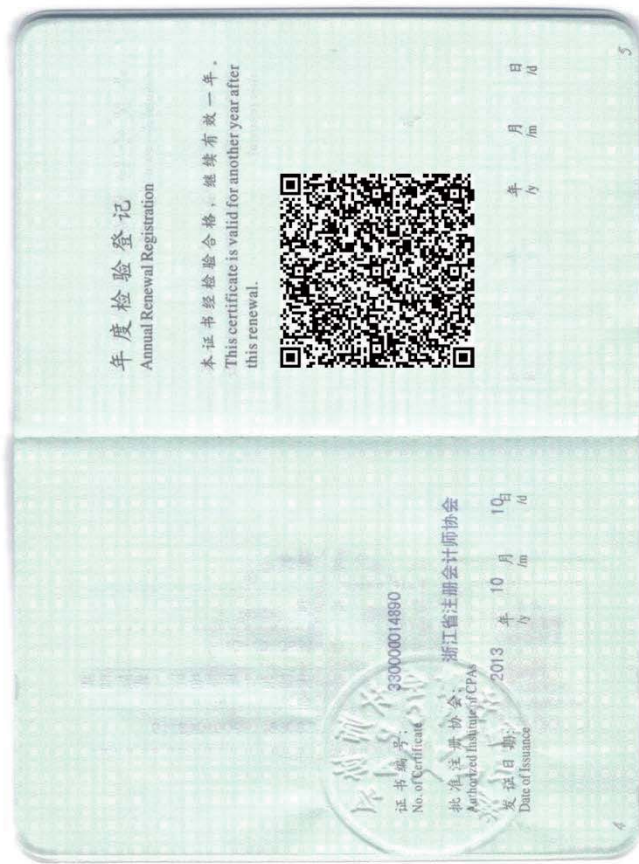 年度检验登记
Annual Renewal Registration
本证书经检验合格，继续有效一年。
This certificate is valid for another year after
this renewal.
年 月 日
/y /m /d
5
证书编号：
No. of Certificate
330000014890
批准注册协会：
Authorized Institute of CPAs
浙江省注册会计师协会
发证日期：
Date of Issuance
2013 年 10 月 10 日
/y /m /d
4